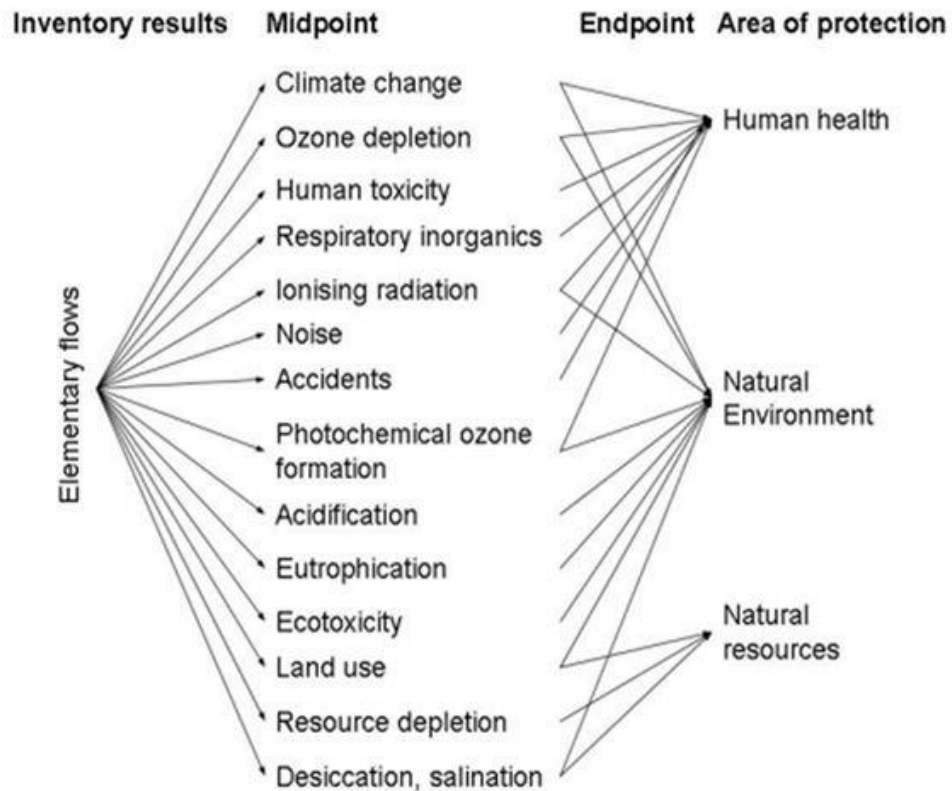 Inventory results Midpoint Endpoint Area of protection
Climate change
Human health
Ozone depletion
Human toxicity
Respiratory inorganics
Ionising radiation
Noise
Accidents
Natural
Environment
Photochemical ozone
formation
Elementary flows
Acidification
Eutrophication
Ecotoxicity
Natural
resources
Land use
Resource depletion
Desiccation, salination